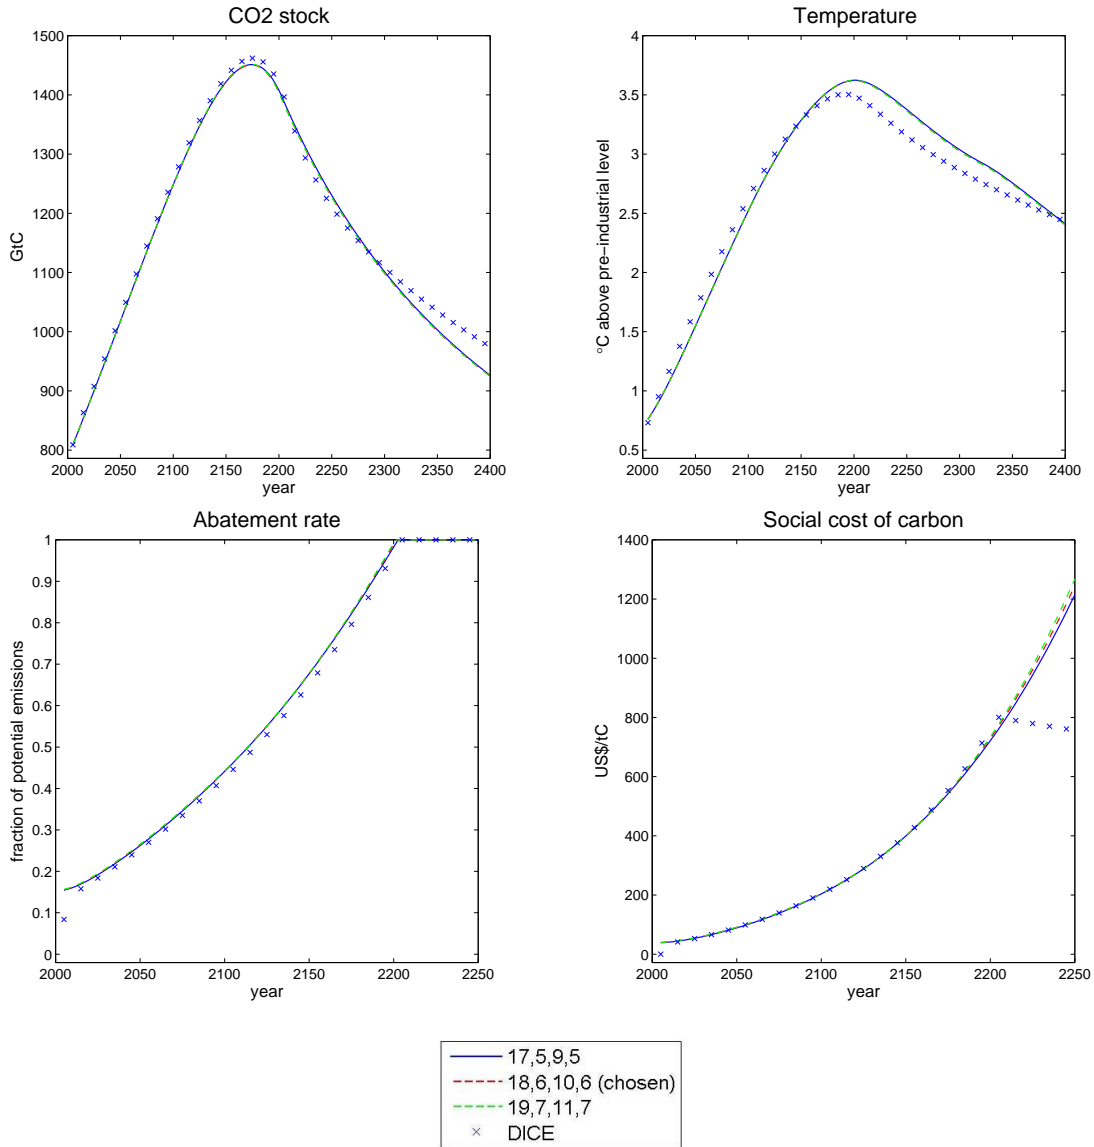 CO2 stock
1500
1400
1300
1200
1100
1000
900
800
GtC
2000 2050 2100 2150 2200 2250 2300 2350 2400
year
Temperature
4
3.5
3
2.5
2
1.5
1
0.5
°C above pre−industrial level
2000 2050 2100 2150 2200 2250 2300 2350 2400
year
Abatement rate
1
0.9
0.8
0.7
0.6
0.5
0.4
0.3
0.2
0.1
0
fraction of potential emissions
2000 2050 2100 2150 2200 2250
year
Social cost of carbon
1400
1200
1000
800
600
400
200
0
US$/tC
2000 2050 2100 2150 2200 2250
year
17,5,9,5
18,6,10,6 (chosen)
19,7,11,7
DICE